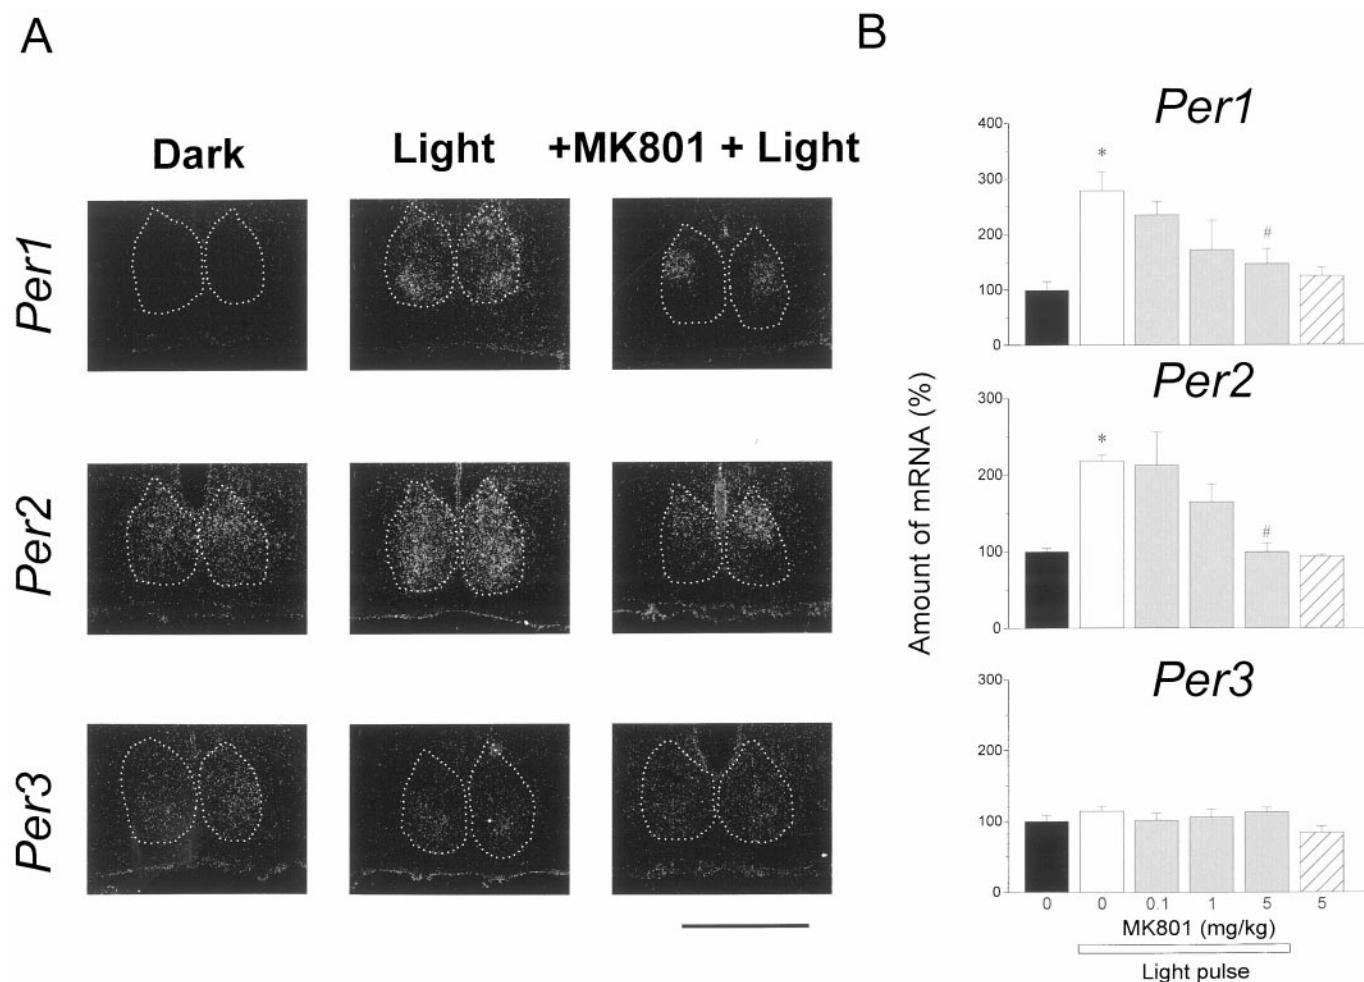 A
B
Dark
Light
+MK801 + Light
Per1
Per2
Per3
Amount of mRNA (%)
Per1
400
300
200
100
0
*
#
Per2
300
200
100
0
*
#
Per3
300
200
100
0
0 0 0.1 1 5 5
MK801 (mg/kg)
Light pulse